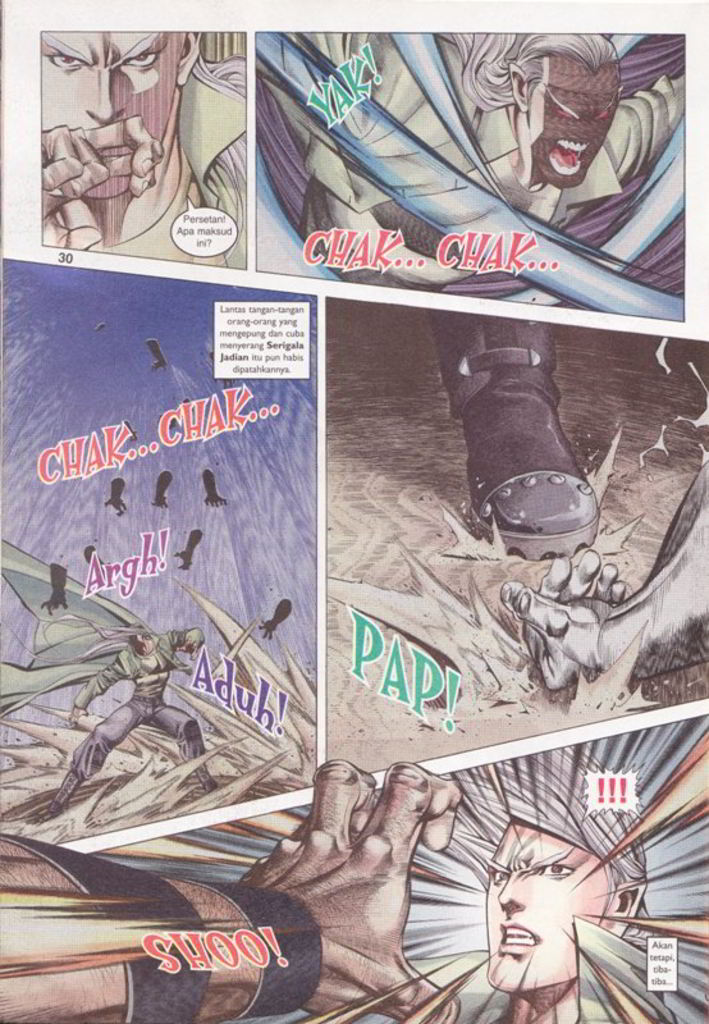 Persetan!
Apa maksud
ini?
YAK!
CHAK... CHAK...
30
Lantas tangan-tangan
orang-orang yang
mengepung dan cuba
menyerang Serigala
Jadian itu pun habis
dipatahkannya.
CHAK...CHAK...
Argh!
Aduh!
PAP!
!!!
SHOO!
Akan
tetapi,
tiba-
tiba...